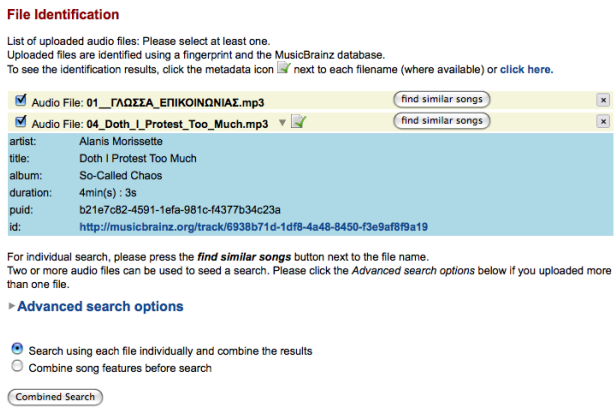 File Identification
List of uploaded audio files: Please select at least one.
Uploaded files are identified using a fingerprint and the MusicBrainz database.
To see the identification results, click the metadata icon next to each filename (where available) or click here.
Audio File: 01__ΓΛΩΣΣΑ_ΕΠΙΚΟΙΝΩΝΙΑΣ.mp3 find similar songs x
Audio File: 04_Doth_I_Protest_Too_Much.mp3 find similar songs x
artist: Alanis Morissette
title: Doth I Protest Too Much
album: So-Called Chaos
duration: 4min(s) : 3s
puid: b21e7c82-4591-1efa-981c-f4377b34c23a
id: http://musicbrainz.org/track/6938b71d-1df8-4a48-8450-f3e9af8f9a19
For individual search, please press the find similar songs button next to the file name.
Two or more audio files can be used to seed a search. Please click the Advanced search options below if you uploaded more
than one file.
Advanced search options
Search using each file individually and combine the results
Combine song features before search
Combined Search